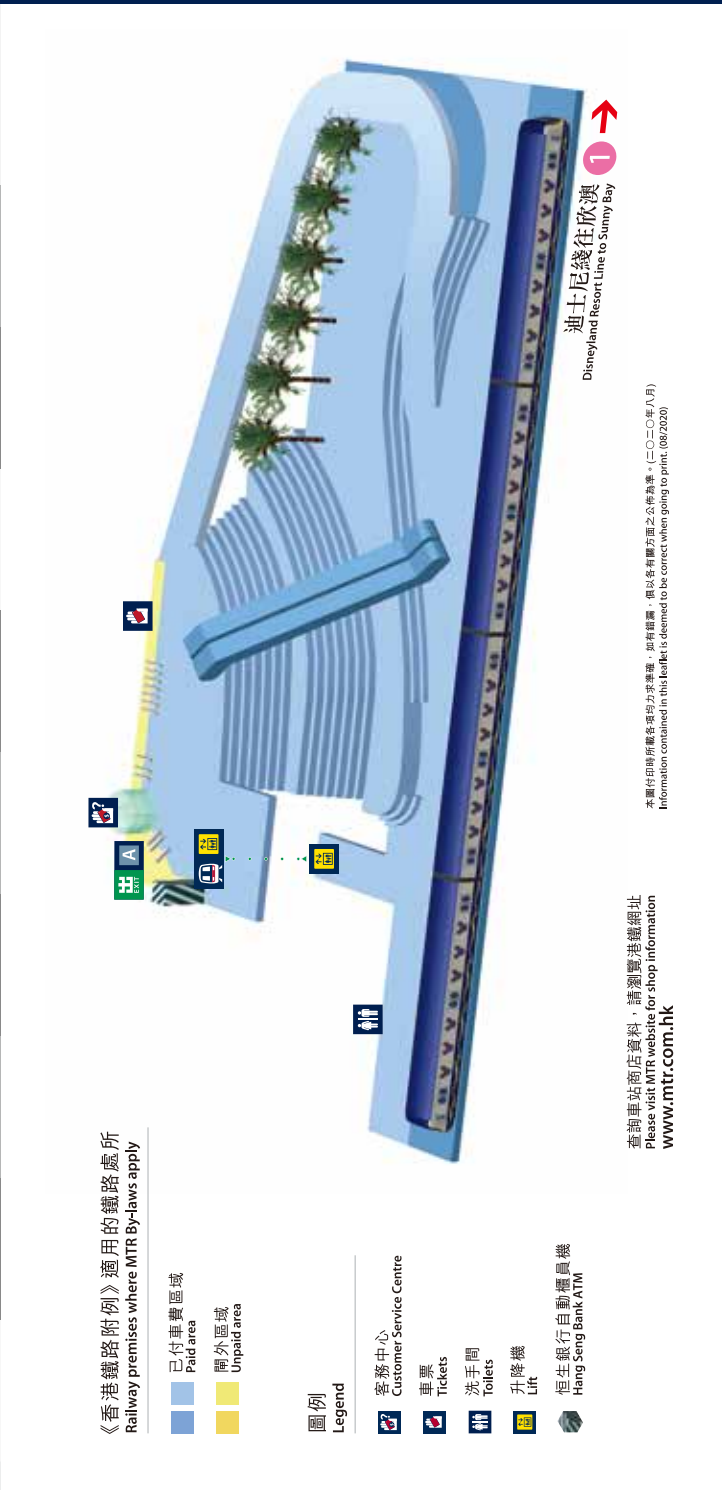 《香港鐵路附例》適用的鐵路處所
Railway premises where MTR By-laws apply
已付車費區域
Paid area
閘外區域
Unpaid area
圖例
Legend
客務中心
Customer Service Centre
車票
Tickets
洗手間
Toilets
升降機
Lift
恒生銀行自動櫃員機
Hang Seng Bank ATM
EXIT
A
1
迪士尼綫往欣澳
Disneyland Resort Line to Sunny Bay
查詢車站商店資料，請瀏覽港鐵網址
Please visit MTR website for shop information
www.mtr.com.hk
本圖付印時所載各項均力求準確，如有錯漏，俱以各有關方面之公佈為準。(二○二○年八月)
Information contained in this leaflet is deemed to be correct when going to print. (08/2020)